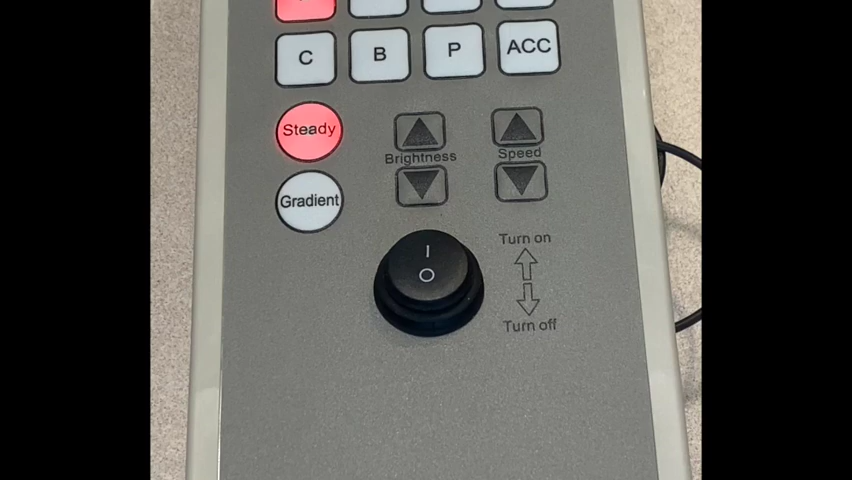 C B P ACC
Steady
Brightness Speed
Gradient
Turn on
I
O
Turn off